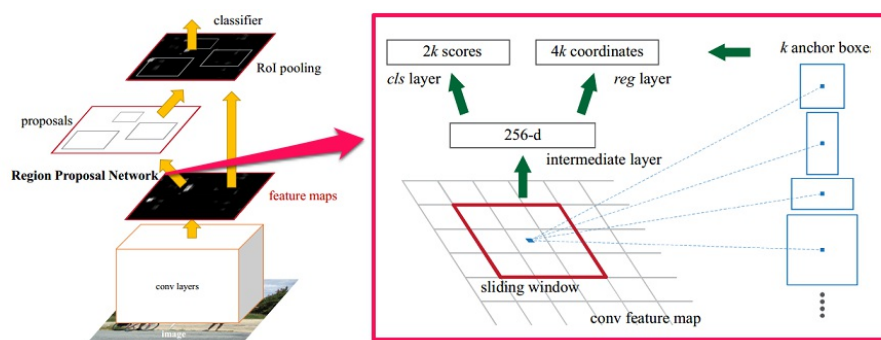 classifier
RoI pooling
proposals
Region Proposal Network
feature maps
conv layers
image
2k scores
4k coordinates
k anchor boxes
cls layer
reg layer
256-d
intermediate layer
sliding window
conv feature map